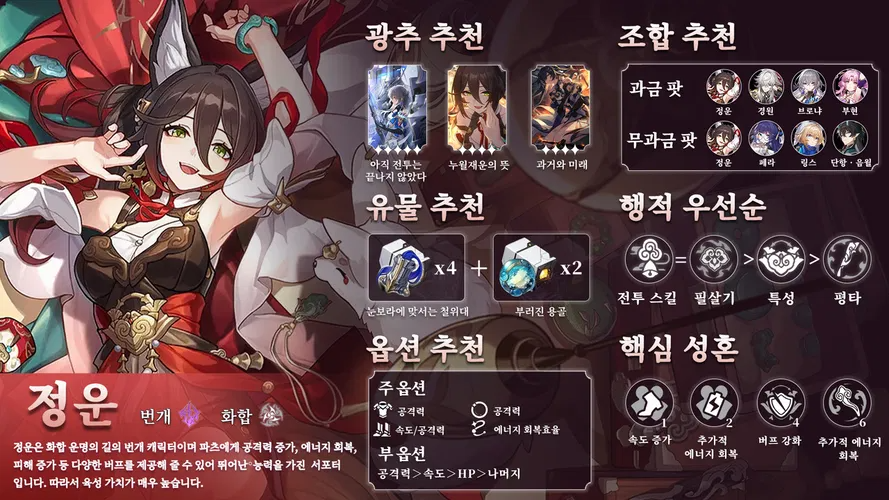 광추 추천
아직 전투는
끝나지 않았다
누월재운의 뜻
과거와 미래
유물 추천
x4 + x2
눈보라에 맞서는 철위대
부러진 용골
옵션 추천
주 옵션
공격력
공격력
속도/공격력
에너지 회복효율
부 옵션
공격력>속도>HP>나머지
조합 추천
과금 팟
정운 경원 브로냐 부현
무과금 팟
정운 페라 링스 단항·음월
행적 우선순
= > >
전투 스킬 필살기 특성 평타
핵심 성혼
1 2 4 6
속도 증가
추가적
에너지 회복
버프 강화
추가적 에너지
회복
정운 번개 화합
정운은 화합 운명의 길의 번개 캐릭터이며 파츠에게 공격력 증가, 에너지 회복,
피해 증가 등 다양한 버프를 제공해 줄 수 있어 뛰어난 능력을 가진 서포터
입니다. 따라서 육성 가치가 매우 높습니다.